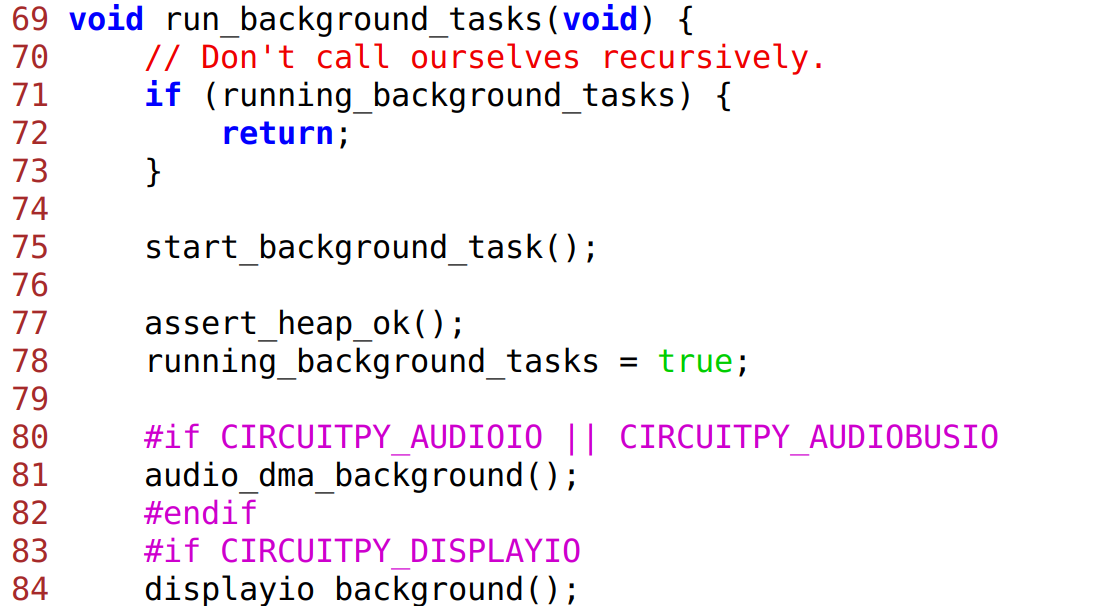 69 void run_background_tasks(void) {
70     // Don't call ourselves recursively.
71     if (running_background_tasks) {
72         return;
73     }
74
75     start_background_task();
76
77     assert_heap_ok();
78     running_background_tasks = true;
79
80     #if CIRCUITPY_AUDIOIO || CIRCUITPY_AUDIOBUSIO
81     audio_dma_background();
82     #endif
83     #if CIRCUITPY_DISPLAYIO
84     displayio_background();